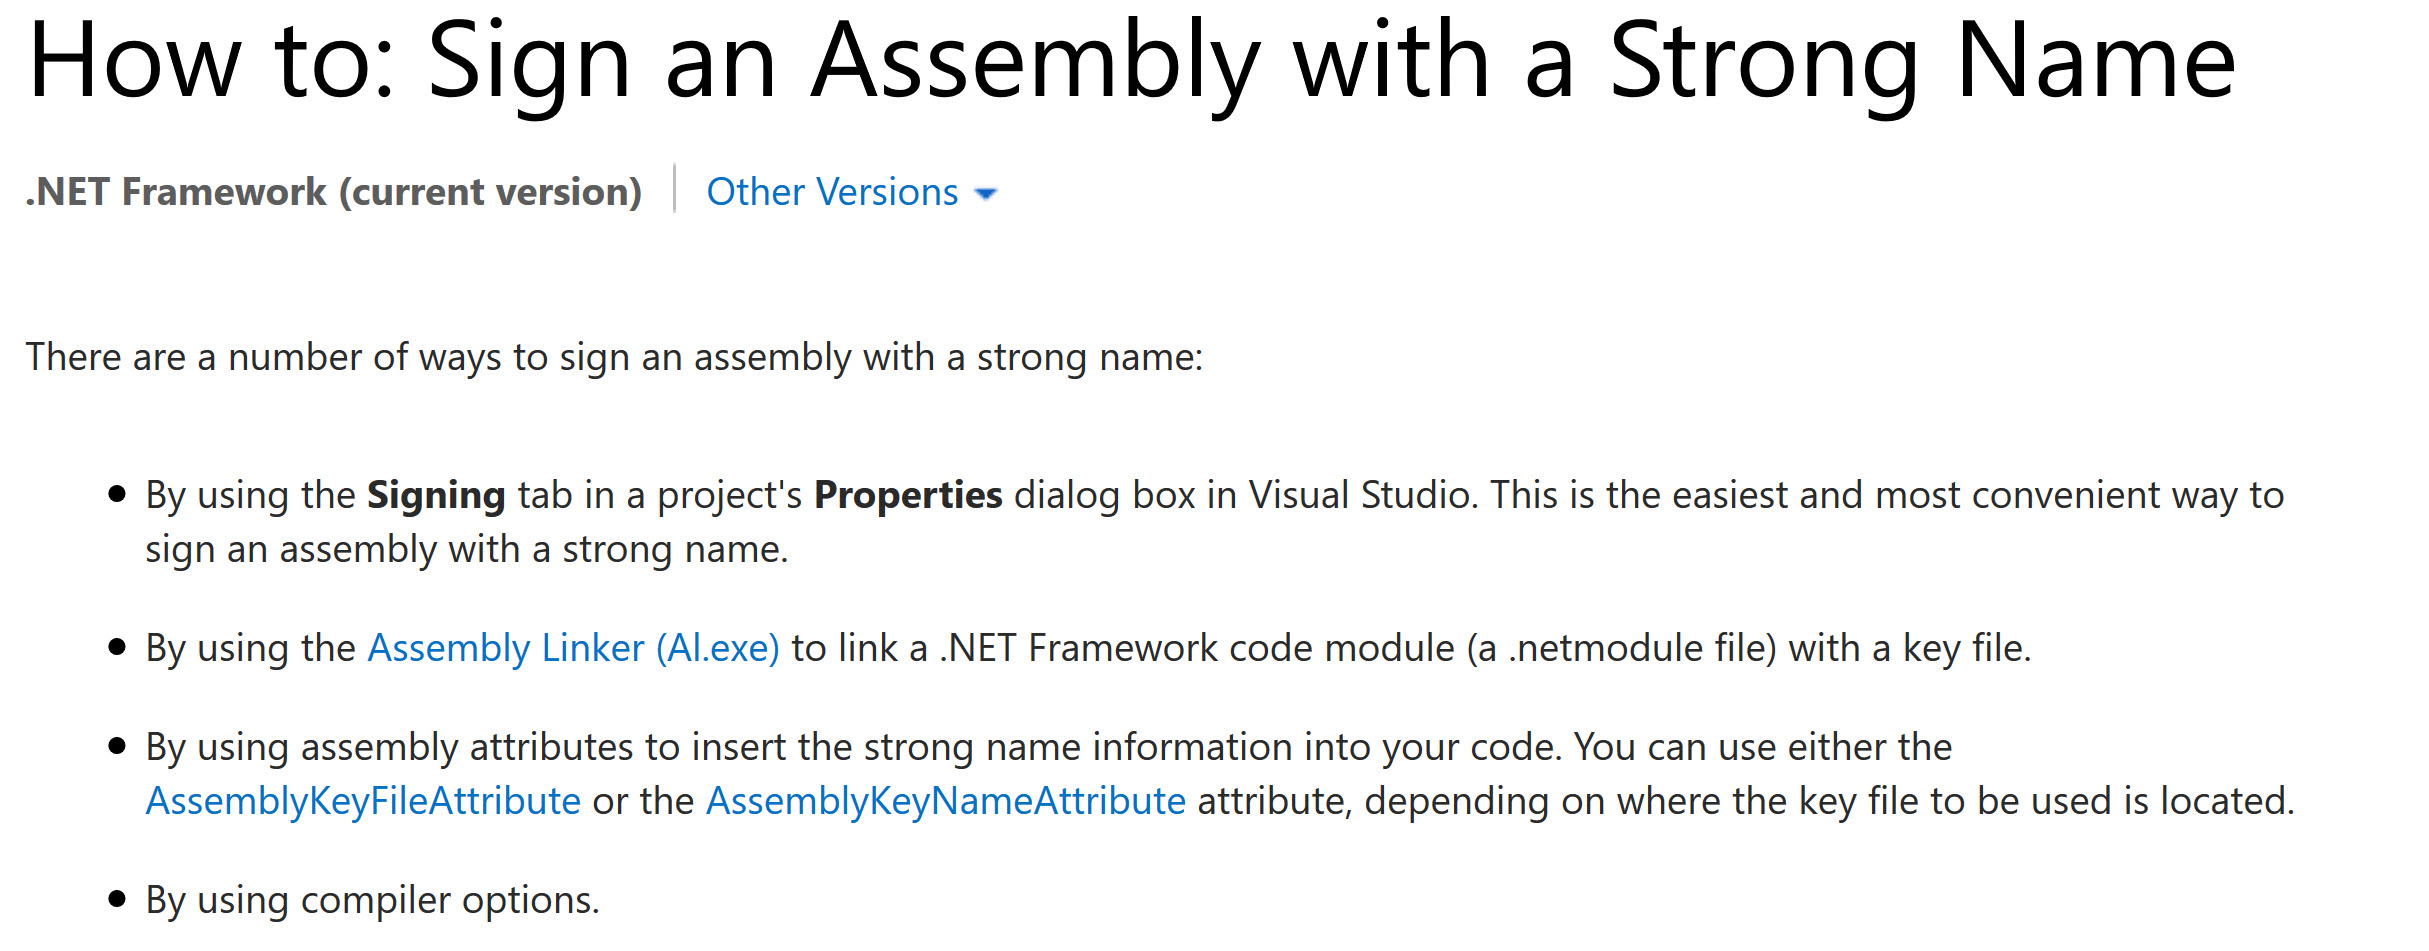 How to: Sign an Assembly with a Strong Name
.NET Framework (current version) Other Versions
There are a number of ways to sign an assembly with a strong name:
By using the Signing tab in a project's Properties dialog box in Visual Studio. This is the easiest and most convenient way to
sign an assembly with a strong name.
By using the Assembly Linker (Al.exe) to link a .NET Framework code module (a .netmodule file) with a key file.
By using assembly attributes to insert the strong name information into your code. You can use either the
AssemblyKeyFileAttribute or the AssemblyKeyNameAttribute attribute, depending on where the key file to be used is located.
By using compiler options.